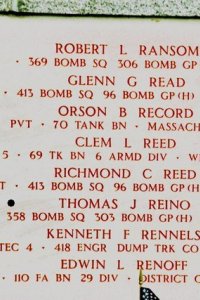 ROBERT L RANSOM
· 369 BOMB SQ 306 BOMB GP
GLENN G READ
· 413 BOMB SQ 96 BOMB GP (H)
ORSON B RECORD
PVT · 70 TANK BN · MASSACH
CLEM L REED
5 · 69 TK BN 6 ARMD DIV · W
RICHMOND C REED
T · 413 BOMB SQ 96 BOMB GP (H)
THOMAS J REINO
358 BOMB SQ 303 BOMB GP (H)
KENNETH F RENNELS
TEC 4 · 418 ENGR DUMP TRK CO
EDWIN L RENOFF
· 110 FA BN 29 DIV · DISTRICT O